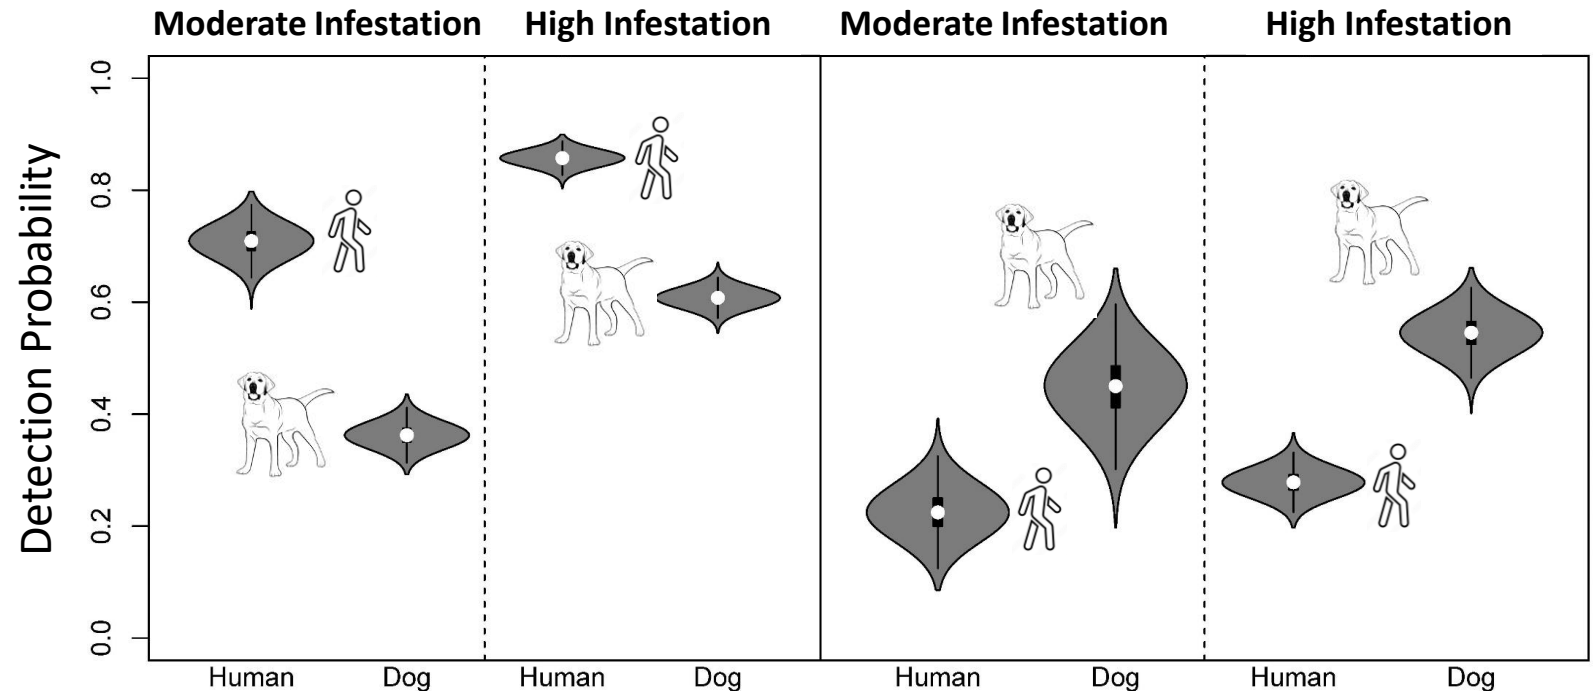 Moderate Infestation High Infestation Moderate Infestation High Infestation
Detection Probability
1.0
0.8
0.6
0.4
0.2
0.0
Human Dog Human Dog Human Dog Human Dog